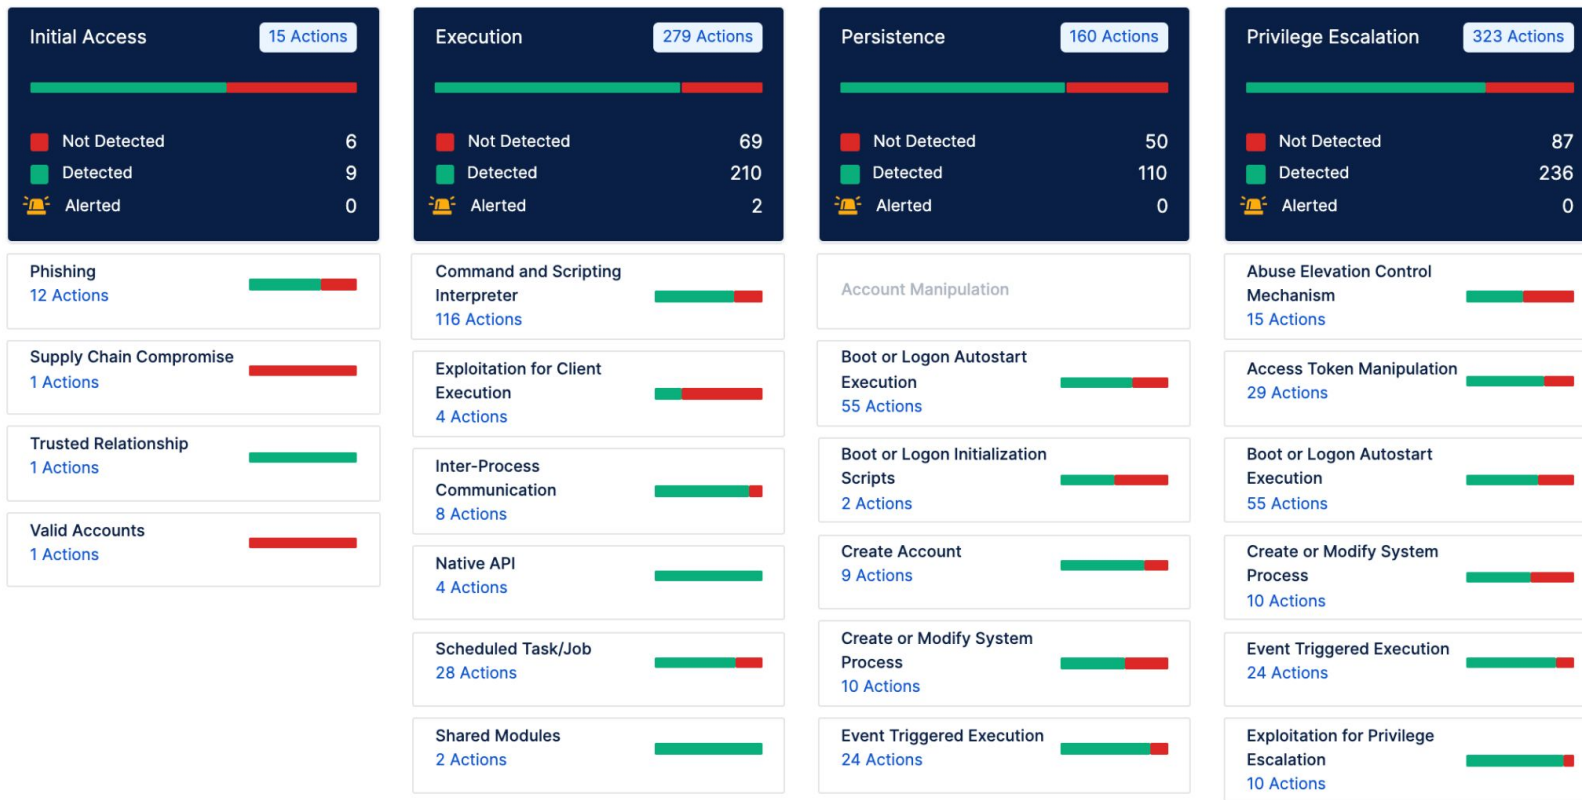 Initial Access
15 Actions
Not Detected
6
Detected
9
Alerted
0
Phishing
12 Actions
Supply Chain Compromise
1 Actions
Trusted Relationship
1 Actions
Valid Accounts
1 Actions
Execution
279 Actions
Not Detected
69
Detected
210
Alerted
2
Command and Scripting
Interpreter
116 Actions
Exploitation for Client
Execution
4 Actions
Inter-Process
Communication
8 Actions
Native API
4 Actions
Scheduled Task/Job
28 Actions
Shared Modules
2 Actions
Persistence
160 Actions
Not Detected
50
Detected
110
Alerted
0
Account Manipulation
Boot or Logon Autostart
Execution
55 Actions
Boot or Logon Initialization
Scripts
2 Actions
Create Account
9 Actions
Create or Modify System
Process
10 Actions
Event Triggered Execution
24 Actions
Privilege Escalation
323 Actions
Not Detected
87
Detected
236
Alerted
0
Abuse Elevation Control
Mechanism
15 Actions
Access Token Manipulation
29 Actions
Boot or Logon Autostart
Execution
55 Actions
Create or Modify System
Process
10 Actions
Event Triggered Execution
24 Actions
Exploitation for Privilege
Escalation
10 Actions